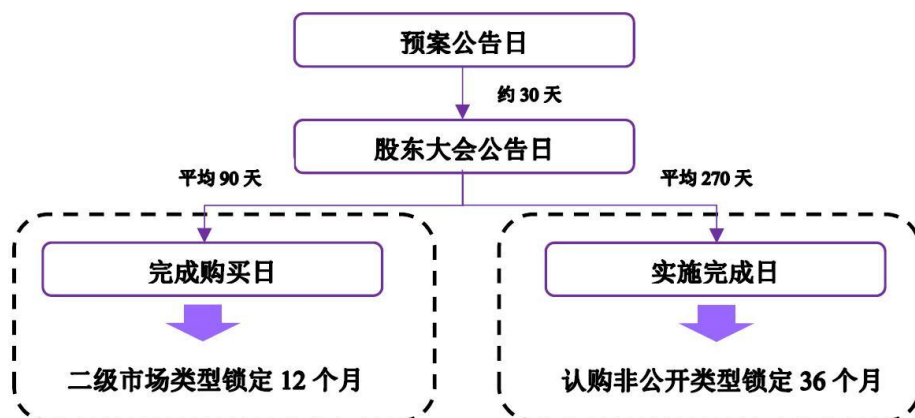 预案公告日
约 30 天
股东大会公告日
平均 90 天
平均 270 天
完成购买日
实施完成日
二级市场类型锁定 12 个月
认购非公开类型锁定 36 个月